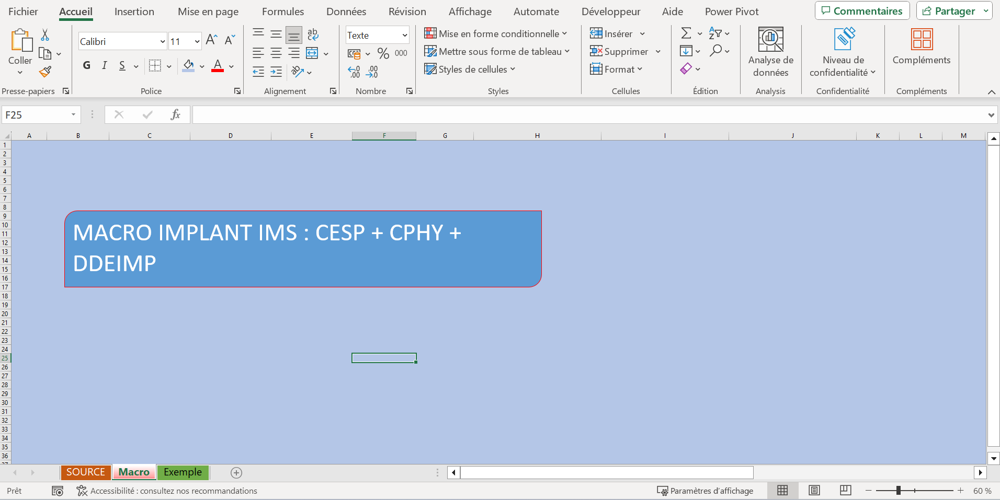 Fichier Accueil Insertion Mise en page Formules Données Révision Affichage Automate Développeur Aide Power Pivot Commentaires Partager
Coller
Presse-papiers
Calibri 11
G I S A
Police
ab
c
Alignement
Texte
% 000
,00 ,00
Nombre
Mise en forme conditionnelle
Mettre sous forme de tableau
Styles de cellules
Styles
Insérer
Supprimer
Format
Cellules
Édition
Analyse de
données
Analysis
Niveau de
confidentialité
Confidentialité
Compléments
Compléments
F25 fx
A B C D E F G H I J K L M
1
2
3
4
5
6
7
8
9
10
11
12
13
14
15
16
17
18
19
20
21
22
23
24
25
26
27
28
29
30
31
32
33
34
35
36
MACRO IMPLANT IMS : CESP + CPHY +
DDEIMP
SOURCE Macro Exemple
Prêt Accessibilité : consultez nos recommandations Paramètres d'affichage 60 %